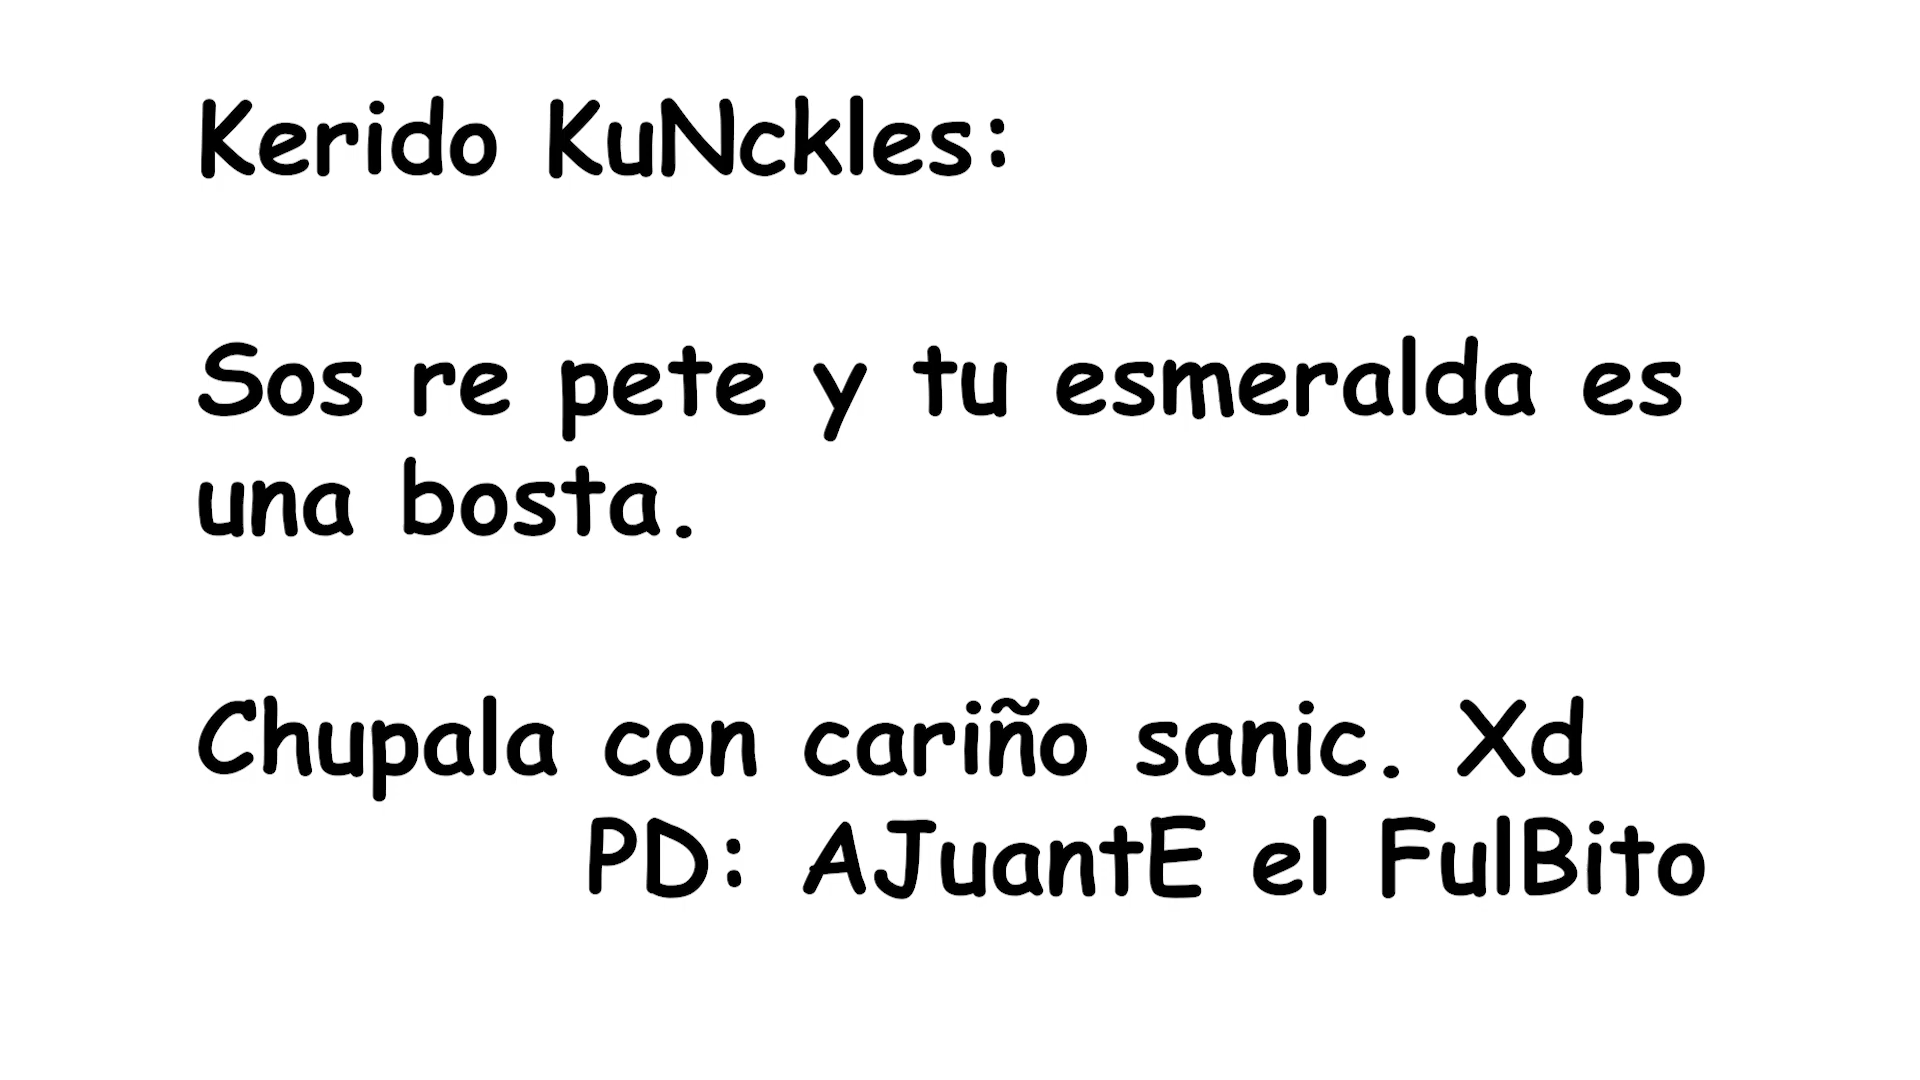 Kerido KuNckles:
Sos re pete y tu esmeralda es
una bosta.
Chupala con cariño sanic. Xd
PD: AJuantE el FulBito